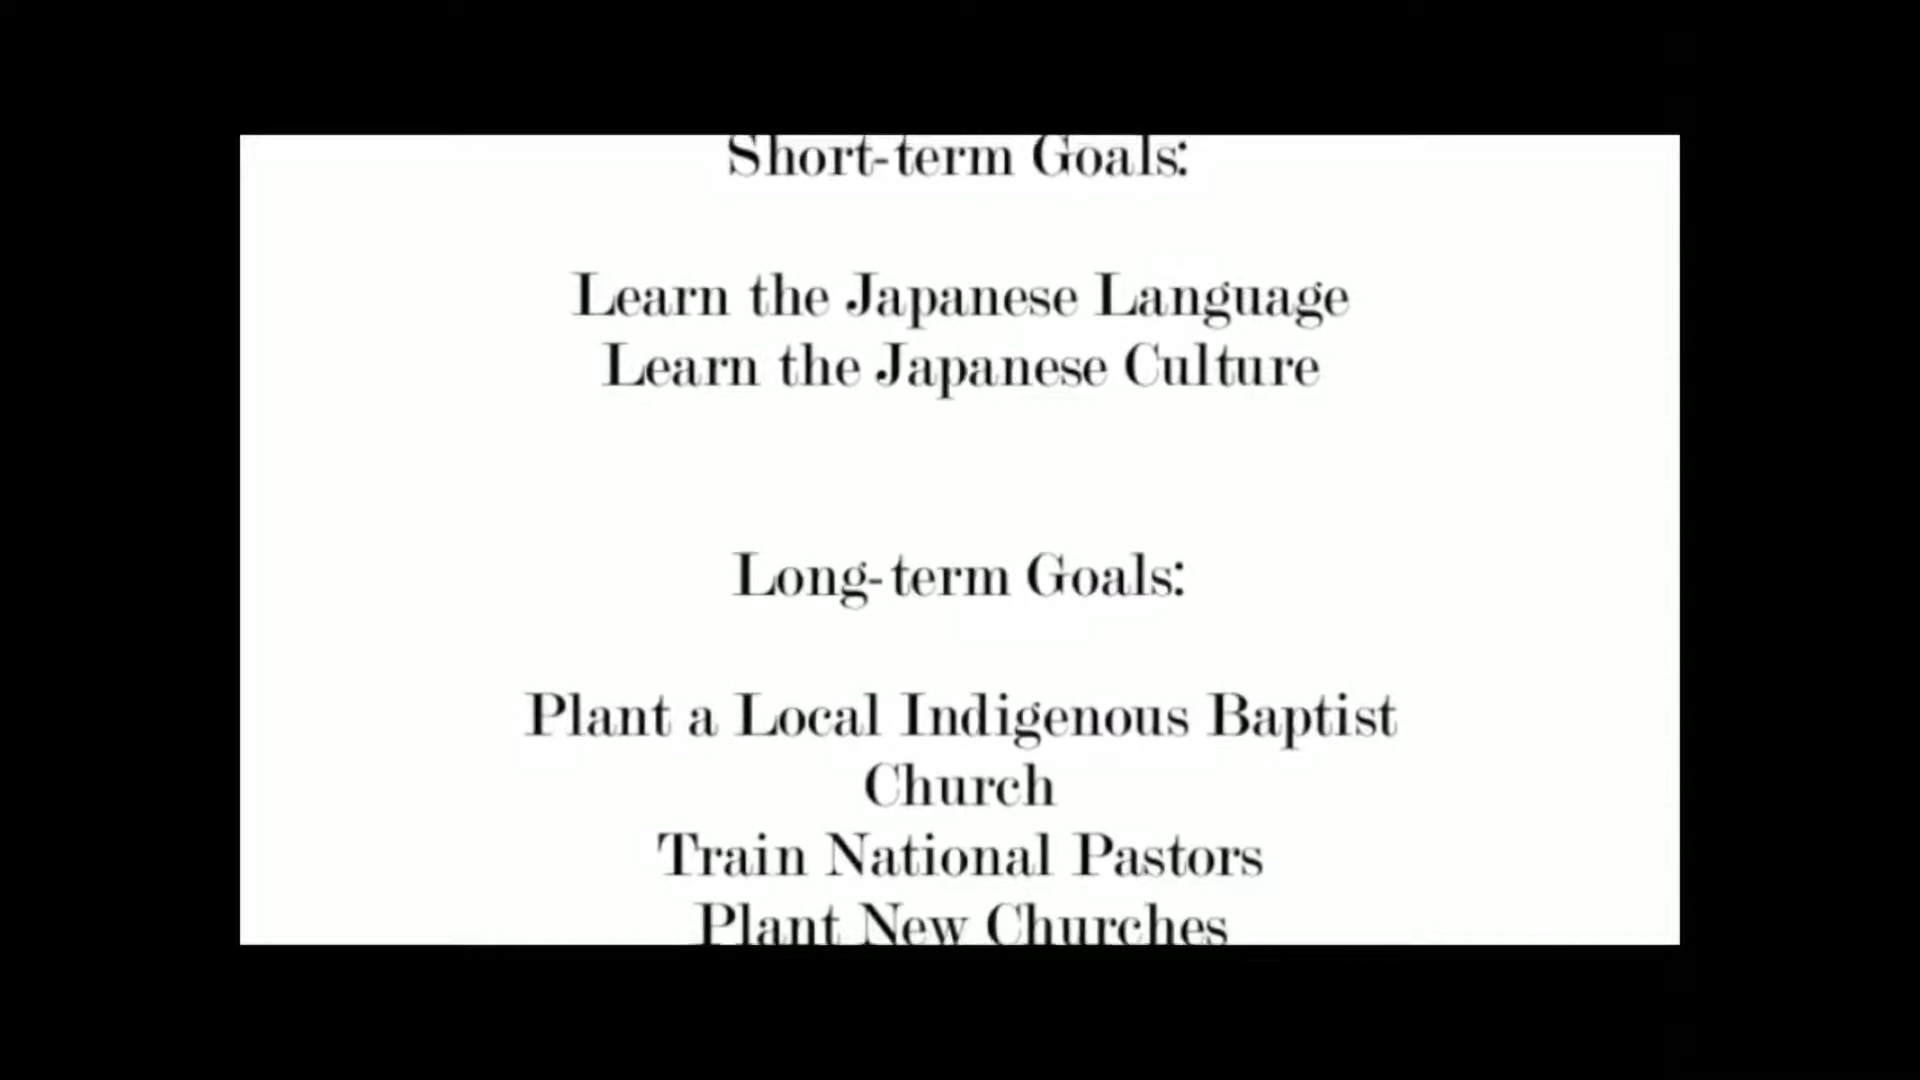 Short-term Goals:
Learn the Japanese Language
Learn the Japanese Culture
Long-term Goals:
Plant a Local Indigenous Baptist
Church
Train National Pastors
Plant New Churches